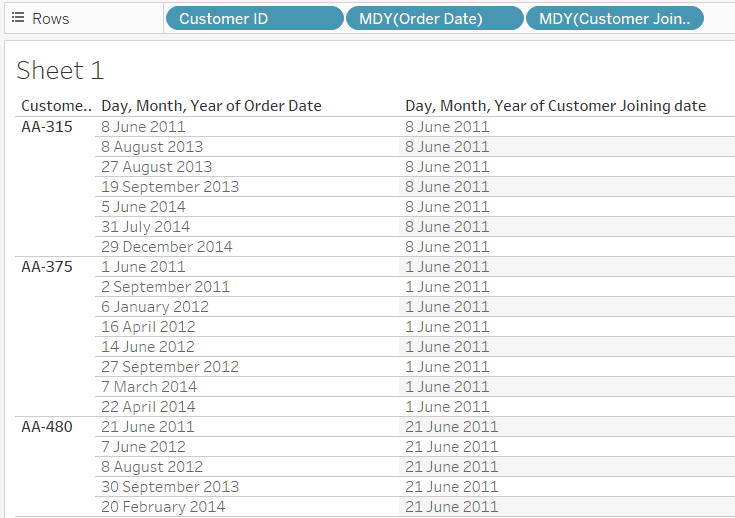 Rows Customer ID MDY(Order Date) MDY(Customer Join..
Sheet 1
Custome.. Day, Month, Year of Order Date Day, Month, Year of Customer Joining date
AA-315 8 June 2011 8 June 2011
8 August 2013 8 June 2011
27 August 2013 8 June 2011
19 September 2013 8 June 2011
5 June 2014 8 June 2011
31 July 2014 8 June 2011
29 December 2014 8 June 2011
AA-375 1 June 2011 1 June 2011
2 September 2011 1 June 2011
6 January 2012 1 June 2011
16 April 2012 1 June 2011
14 June 2012 1 June 2011
27 September 2012 1 June 2011
7 March 2014 1 June 2011
22 April 2014 1 June 2011
AA-480 21 June 2011 21 June 2011
7 June 2012 21 June 2011
8 August 2012 21 June 2011
30 September 2013 21 June 2011
20 February 2014 21 June 2011